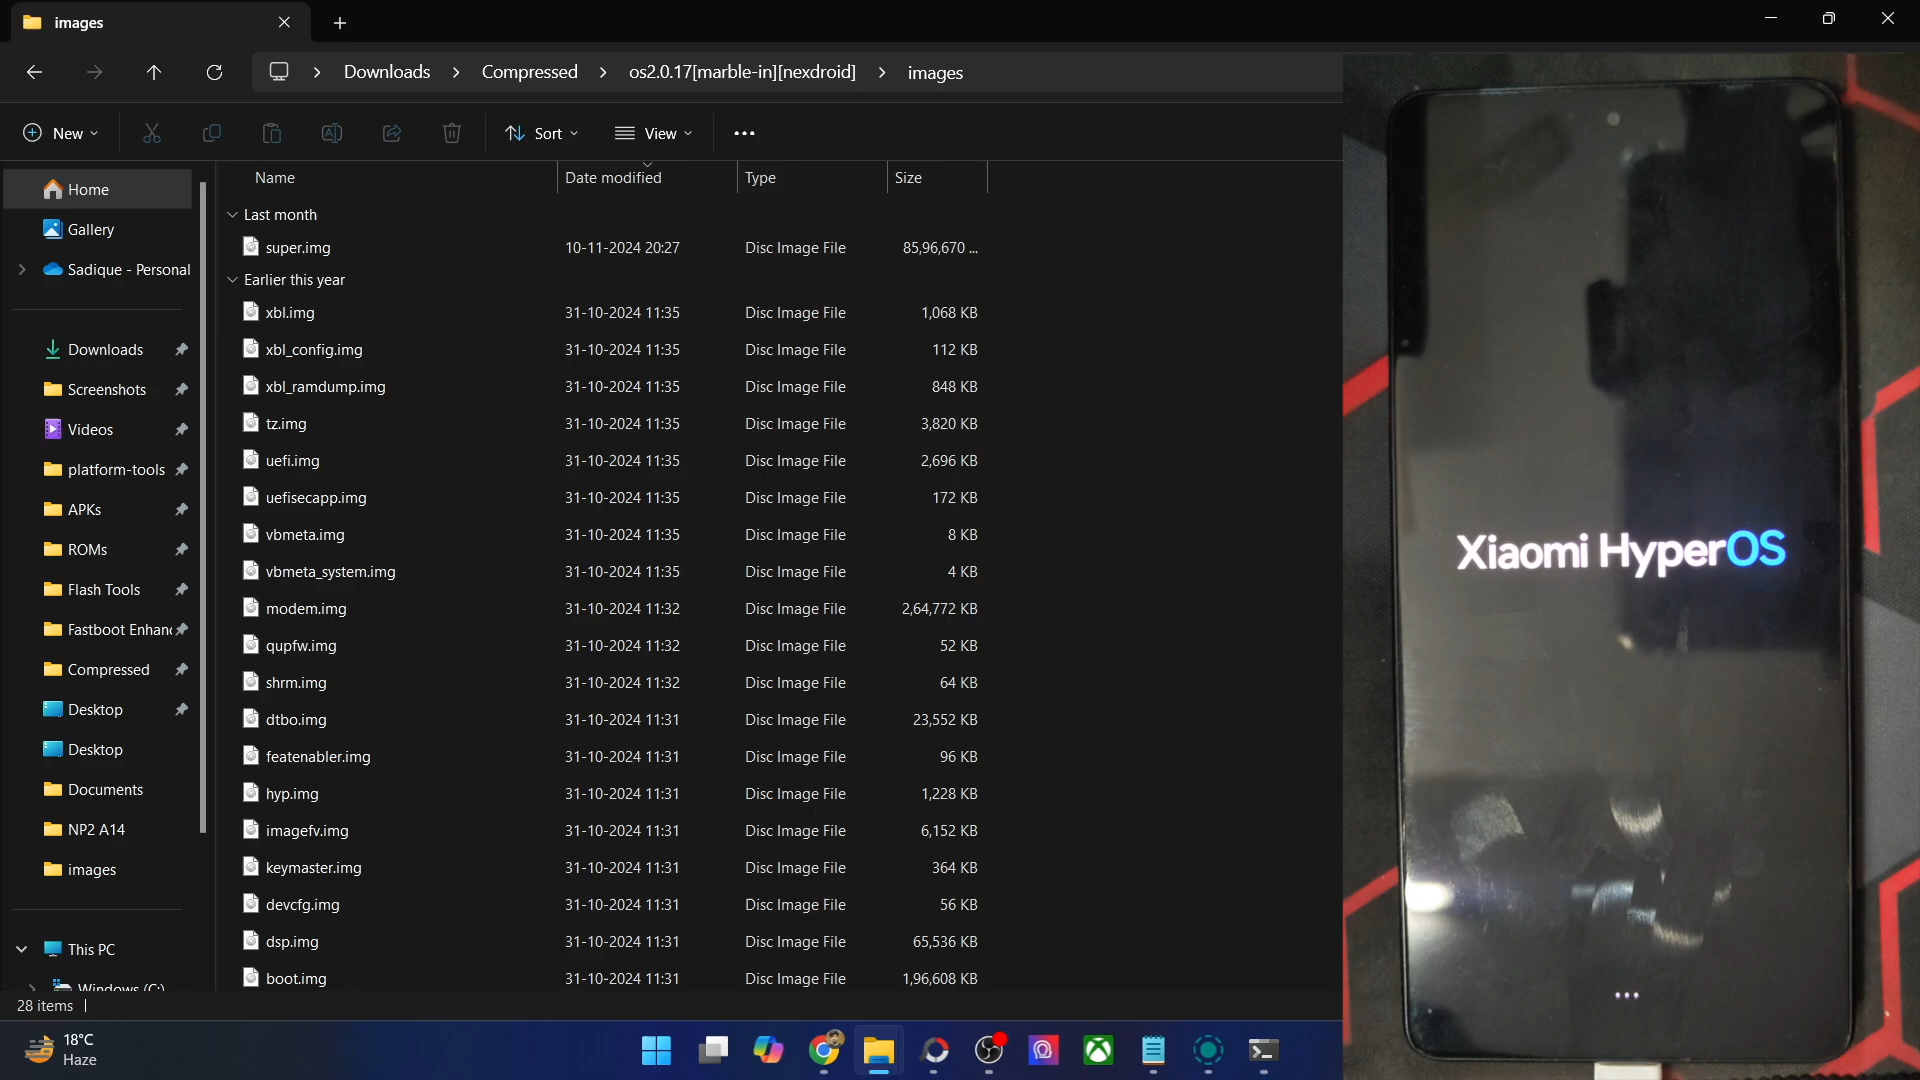 images
Downloads > Compressed > os2.0.17[marble-in][nexdroid] > images
New Sort View
Name Date modified Type Size
Home
Gallery
Sadique - Personal
Downloads
Screenshots
Videos
platform-tools
APKs
ROMs
Flash Tools
Fastboot Enhanc
Compressed
Desktop
Desktop
Documents
NP2 A14
images
This PC
Windows (C:)
Last month
super.img 10-11-2024 20:27 Disc Image File 85,96,670 ...
Earlier this year
xbl.img 31-10-2024 11:35 Disc Image File 1,068 KB
xbl_config.img 31-10-2024 11:35 Disc Image File 112 KB
xbl_ramdump.img 31-10-2024 11:35 Disc Image File 848 KB
tz.img 31-10-2024 11:35 Disc Image File 3,820 KB
uefi.img 31-10-2024 11:35 Disc Image File 2,696 KB
uefisecapp.img 31-10-2024 11:35 Disc Image File 172 KB
vbmeta.img 31-10-2024 11:35 Disc Image File 8 KB
vbmeta_system.img 31-10-2024 11:35 Disc Image File 4 KB
modem.img 31-10-2024 11:32 Disc Image File 2,64,772 KB
qupfw.img 31-10-2024 11:32 Disc Image File 52 KB
shrm.img 31-10-2024 11:32 Disc Image File 64 KB
dtbo.img 31-10-2024 11:31 Disc Image File 23,552 KB
featenabler.img 31-10-2024 11:31 Disc Image File 96 KB
hyp.img 31-10-2024 11:31 Disc Image File 1,228 KB
imagefv.img 31-10-2024 11:31 Disc Image File 6,152 KB
keymaster.img 31-10-2024 11:31 Disc Image File 364 KB
devcfg.img 31-10-2024 11:31 Disc Image File 56 KB
dsp.img 31-10-2024 11:31 Disc Image File 65,536 KB
boot.img 31-10-2024 11:31 Disc Image File 1,96,608 KB
28 items
18°C
Haze
Xiaomi HyperOS